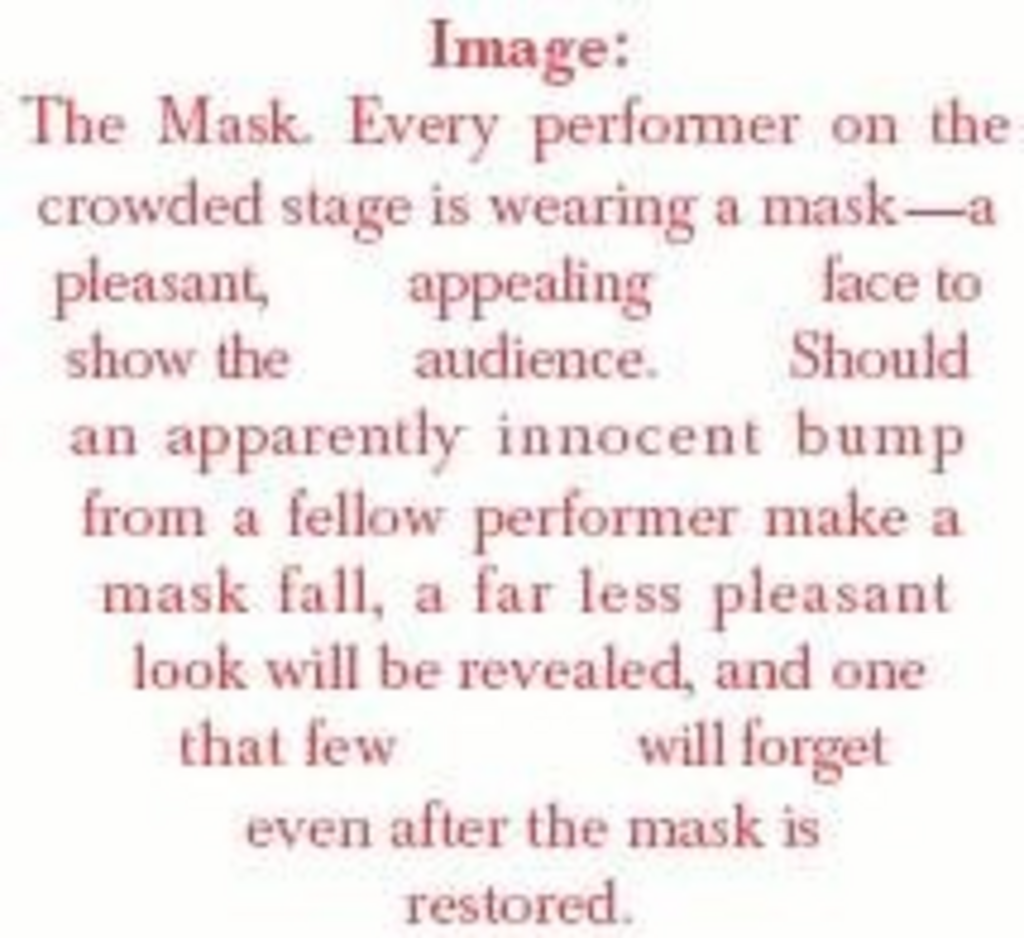 Image:
The Mask. Every performer on the
crowded stage is wearing a mask—a
pleasant, appealing face to
show the audience. Should
an apparently innocent bump
from a fellow performer make a
mask fall, a far less pleasant
look will be revealed, and one
that few will forget
even after the mask is
restored.